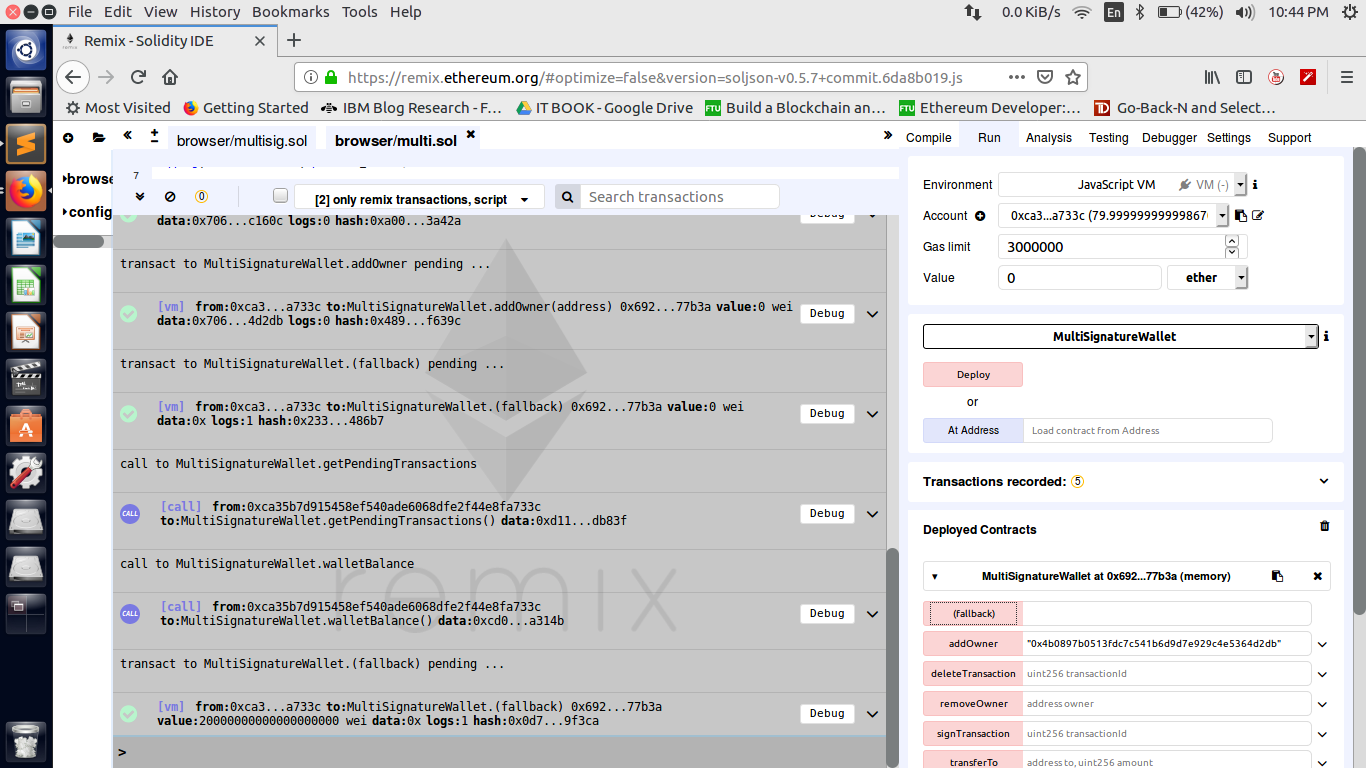 File Edit View History Bookmarks Tools Help
0.0 KiB/s En (42%) 10:44 PM
Remix - Solidity IDE
https://remix.ethereum.org/#optimize=false&version=soljson-v0.5.7+commit.6da8b019.js
Most Visited Getting Started IBM Blog Research - F… IT BOOK - Google Drive Build a Blockchain an… Ethereum Developer:… Go-Back-N and Select…
browser/multisig.sol browser/multi.sol
Compile Run Analysis Testing Debugger Settings Support
7
browse
config
0
[2] only remix transactions, script
Search transactions
data:0x706...c160c logs:0 hash:0xa00...3a42a
Debug
transact to MultiSignatureWallet.addOwner pending ...
[vm] from:0xca3...a733c to:MultiSignatureWallet.addOwner(address) 0x692...77b3a value:0 wei
data:0x706...4d2db logs:0 hash:0x489...f639c
Debug
transact to MultiSignatureWallet.(fallback) pending ...
[vm] from:0xca3...a733c to:MultiSignatureWallet.(fallback) 0x692...77b3a value:0 wei
data:0x logs:1 hash:0x233...486b7
Debug
call to MultiSignatureWallet.getPendingTransactions
CALL
[call] from:0xca35b7d915458ef540ade6068dfe2f44e8fa733c
to:MultiSignatureWallet.getPendingTransactions() data:0xd11...db83f
Debug
call to MultiSignatureWallet.walletBalance
CALL
[call] from:0xca35b7d915458ef540ade6068dfe2f44e8fa733c
to:MultiSignatureWallet.walletBalance() data:0xcd0...a314b
Debug
remix
transact to MultiSignatureWallet.(fallback) pending ...
[vm] from:0xca3...a733c to:MultiSignatureWallet.(fallback) 0x692...77b3a
value:20000000000000000000 wei data:0x logs:1 hash:0x0d7...9f3ca
Debug
>
Environment JavaScript VM VM (-)
Account 0xca3...a733c (79.9999999999986
Gas limit 3000000
Value 0 ether
MultiSignatureWallet
Deploy
or
At Address Load contract from Address
Transactions recorded: 5
Deployed Contracts
MultiSignatureWallet at 0x692...77b3a (memory)
(fallback)
addOwner "0x4b0897b0513fdc7c541b6d9d7e929c4e5364d2db"
deleteTransaction uint256 transactionId
removeOwner address owner
signTransaction uint256 transactionId
transferTo address to, uint256 amount